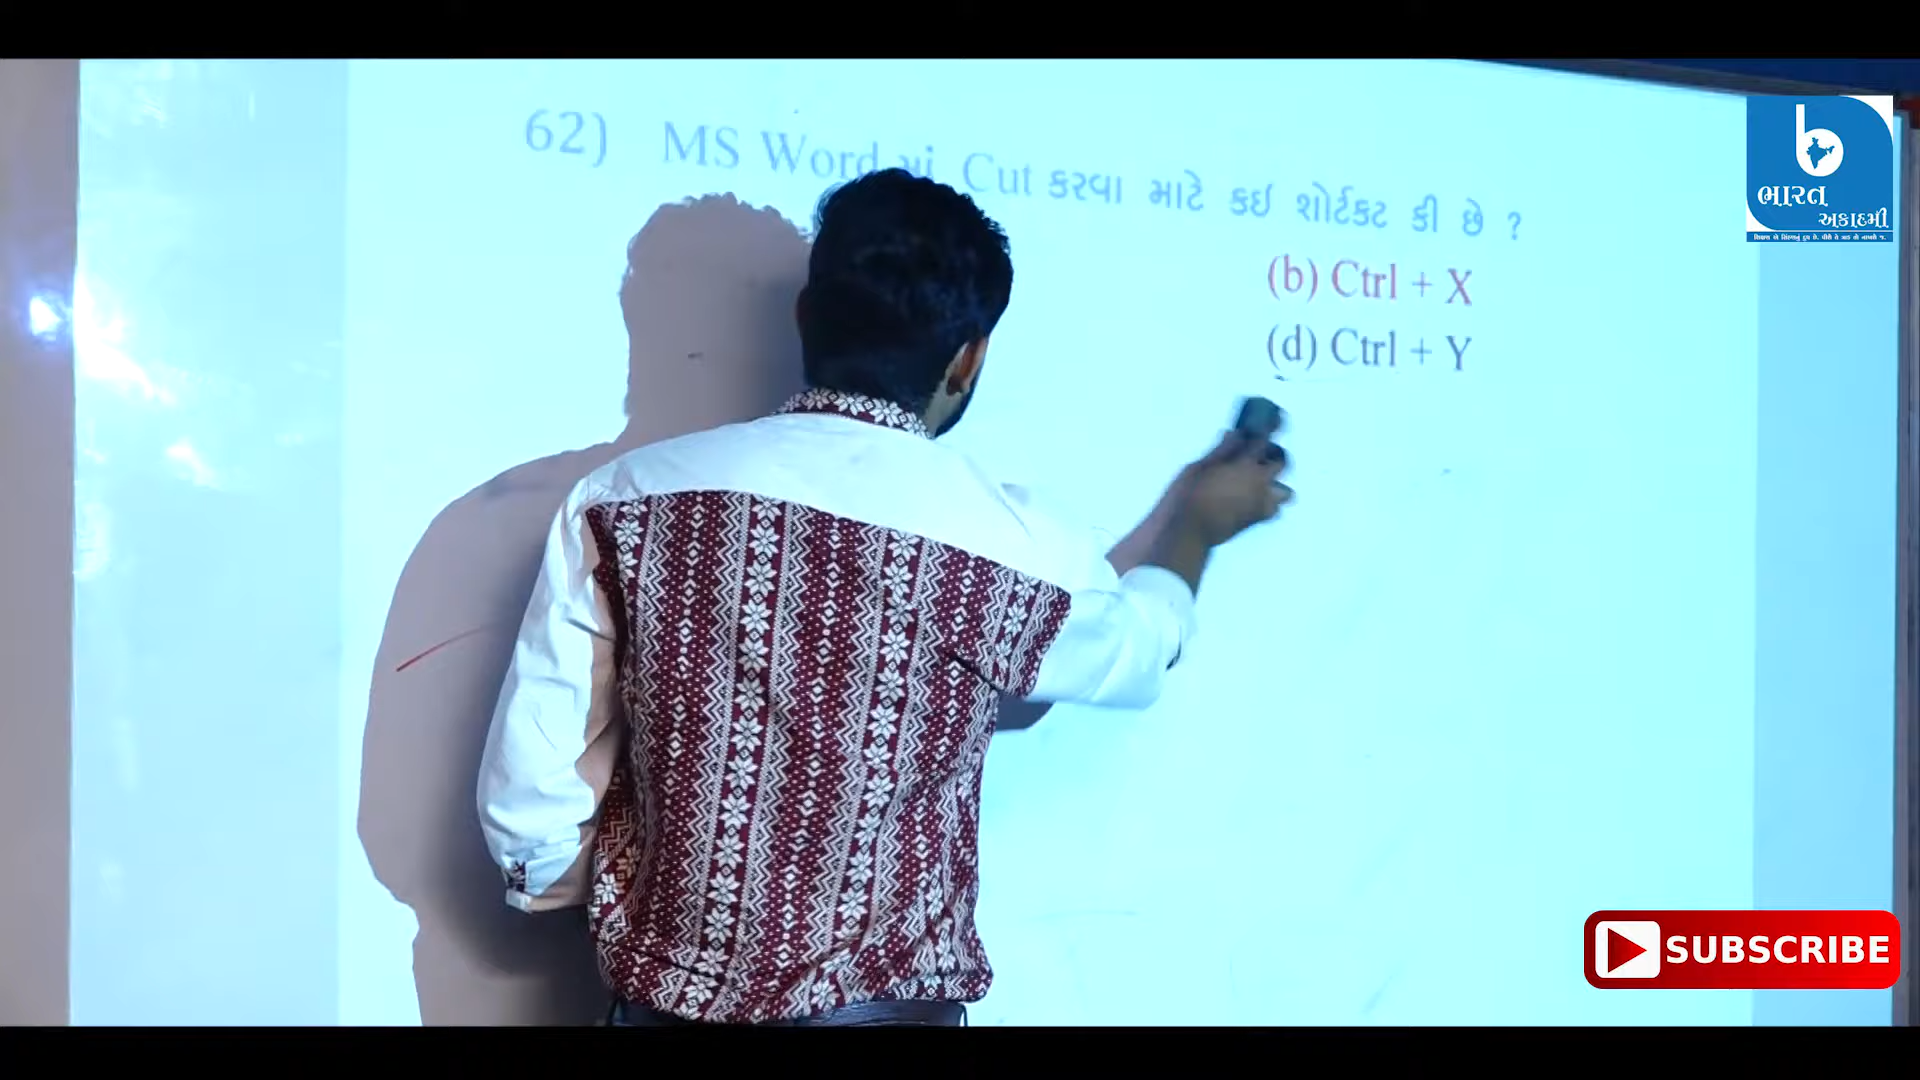 62) MS Word માં Cut કરવા માટે કઇ શોર્ટકટ કી છે ?
(b) Ctrl + X
(d) Ctrl + Y
b
ભારત
અકાદમી
SUBSCRIBE